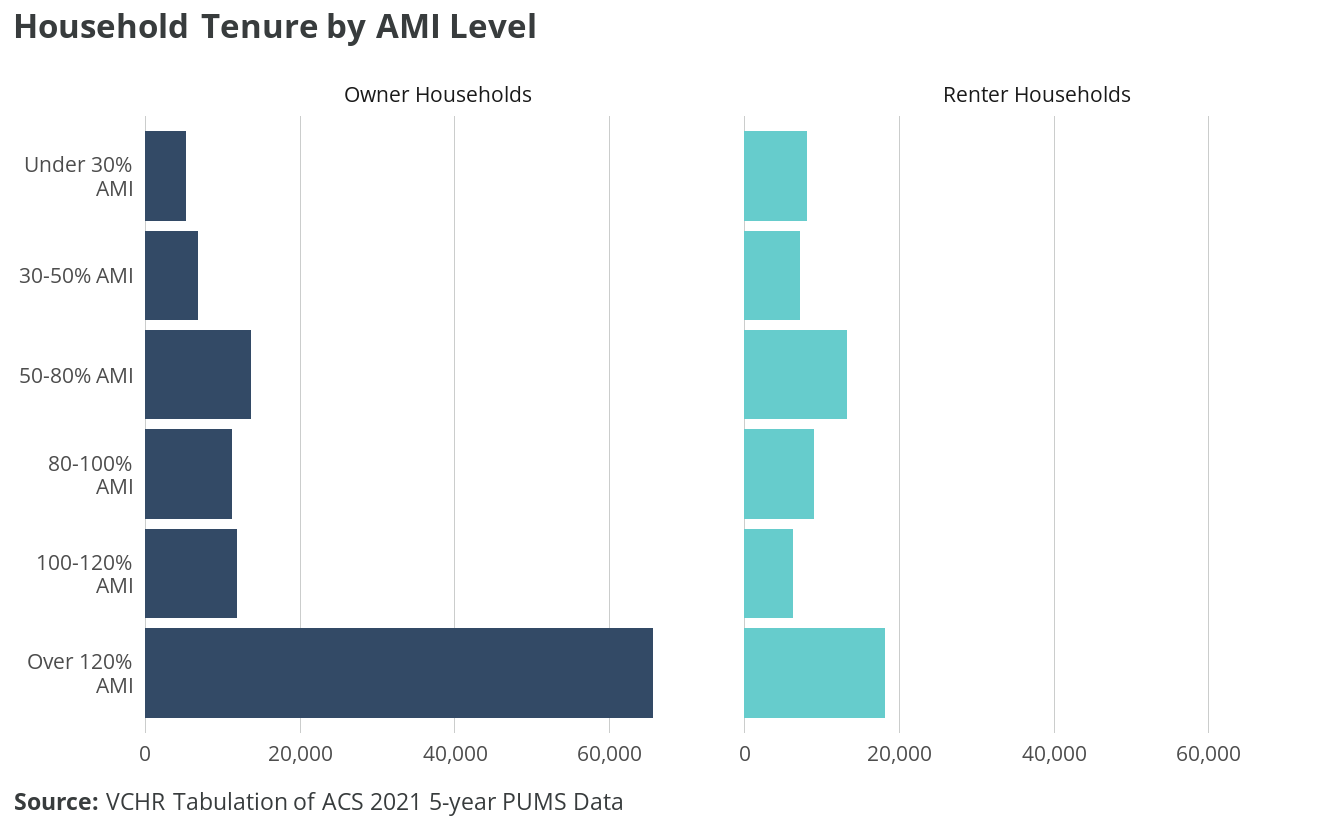 Household Tenure by AMI Level
Owner Households
Renter Households
Under 30%
AMI
30-50% AMI
50-80% AMI
80-100%
AMI
100-120%
AMI
Over 120%
AMI
0 20,000 40,000 60,000
0 20,000 40,000 60,000
Source: VCHR Tabulation of ACS 2021 5-year PUMS Data